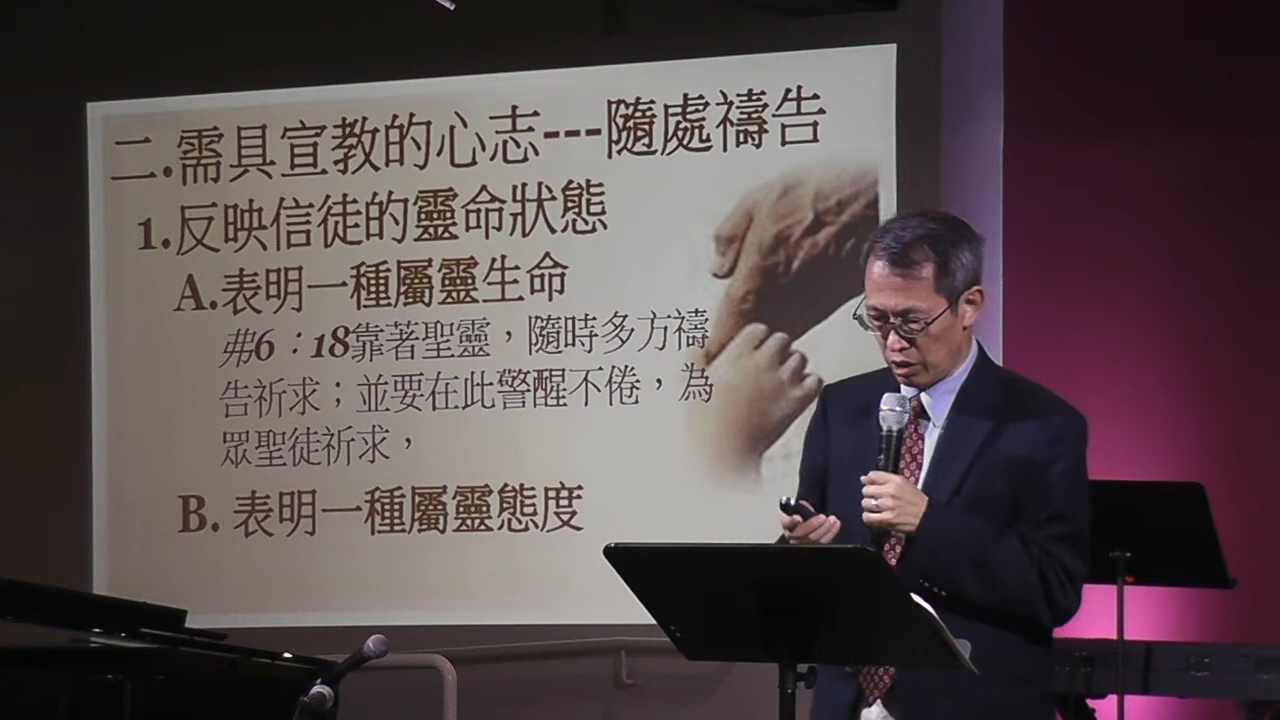 二.需具宣教的心志---隨處禱告
1.反映信徒的靈命狀態
A.表明一種屬靈生命
弗6：18靠著聖靈，隨時多方禱
告祈求；並要在此警醒不倦，為
眾聖徒祈求，
B. 表明一種屬靈態度